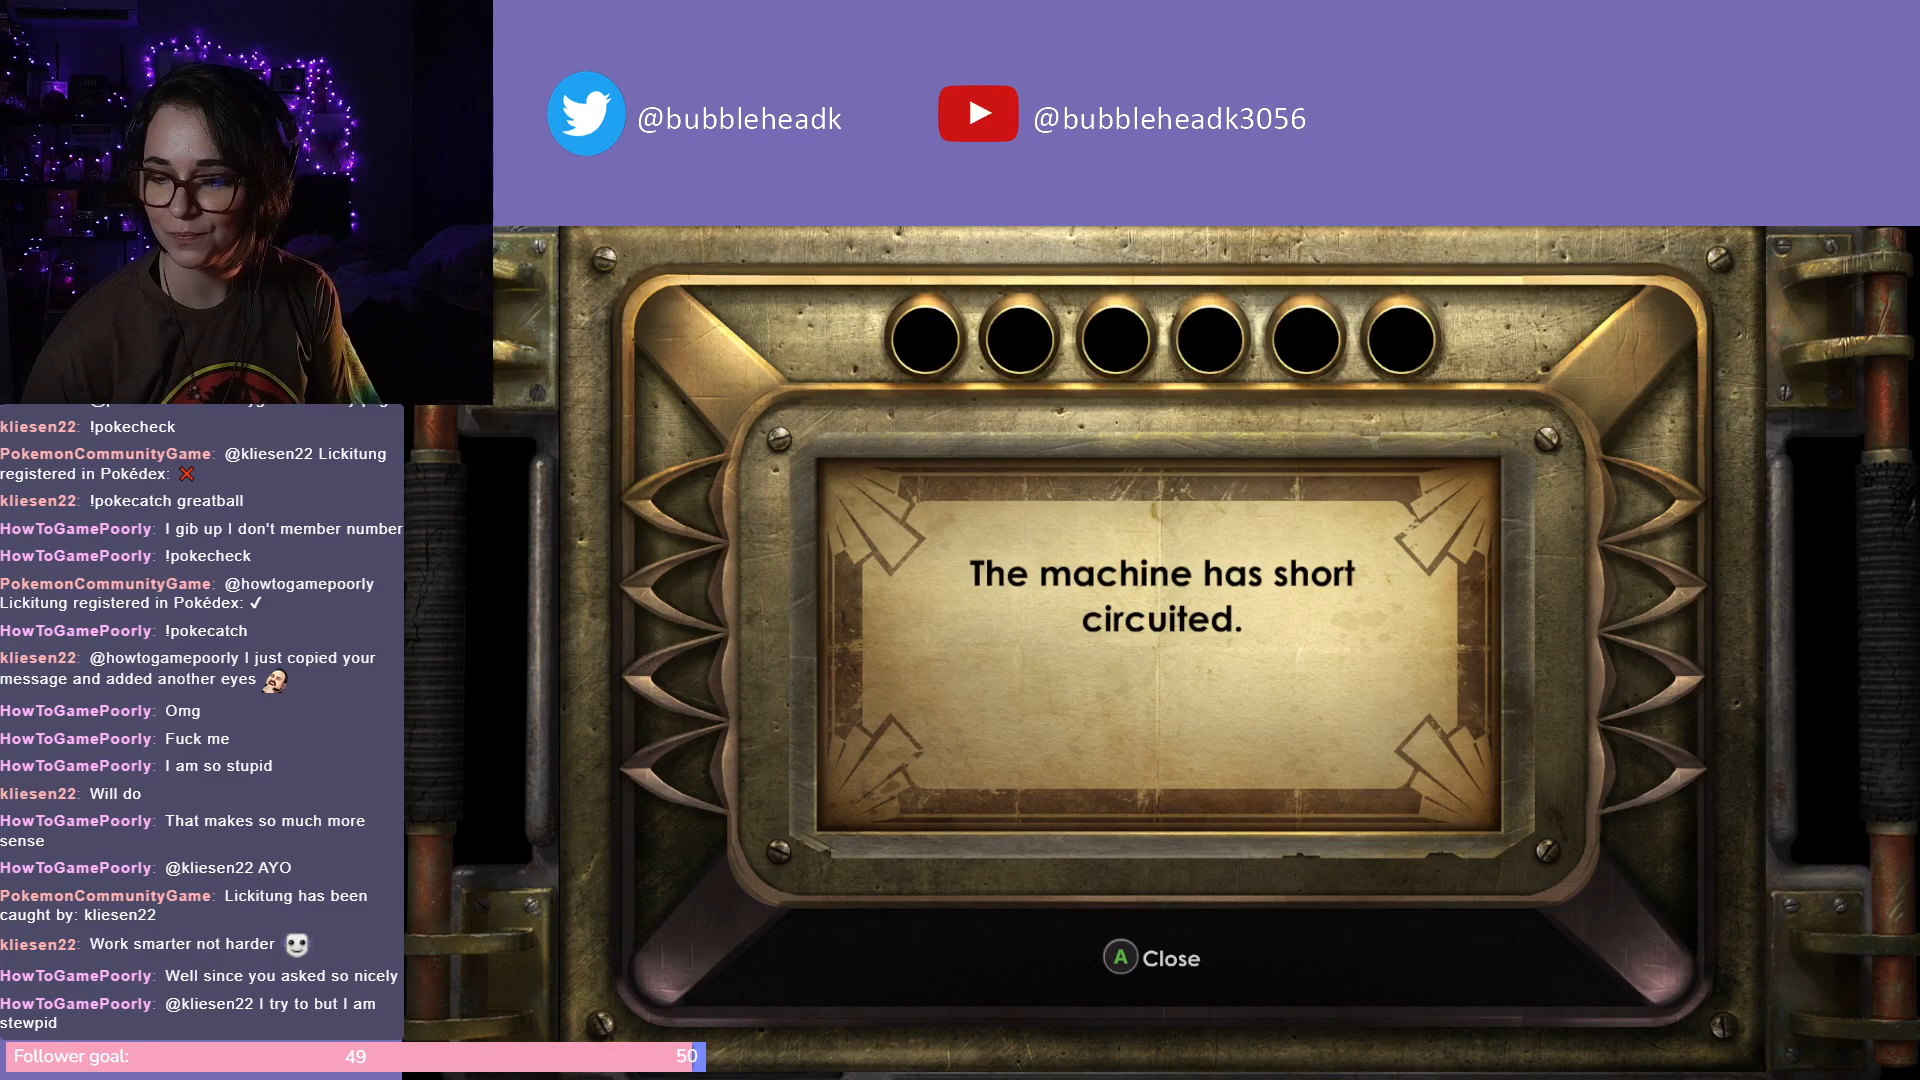 @bubbleheadk
@bubbleheadk3056
kliesen22: !pokecheck
PokemonCommunityGame: @kliesen22 Lickitung
registered in Pokédex: ❌
kliesen22: !pokecatch greatball
HowToGamePoorly: I gib up I don't member number
HowToGamePoorly: !pokecheck
PokemonCommunityGame: @howtogamepoorly
Lickitung registered in Pokédex: ✓
HowToGamePoorly: !pokecatch
kliesen22: @howtogamepoorly I just copied your
message and added another eyes
HowToGamePoorly: Omg
HowToGamePoorly: Fuck me
HowToGamePoorly: I am so stupid
kliesen22: Will do
HowToGamePoorly: That makes so much more
sense
HowToGamePoorly: @kliesen22 AYO
PokemonCommunityGame: Lickitung has been
caught by: kliesen22
kliesen22: Work smarter not harder
HowToGamePoorly: Well since you asked so nicely
HowToGamePoorly: @kliesen22 I try to but I am
stewpid
Follower goal: 49 50
The machine has short
circuited.
A Close